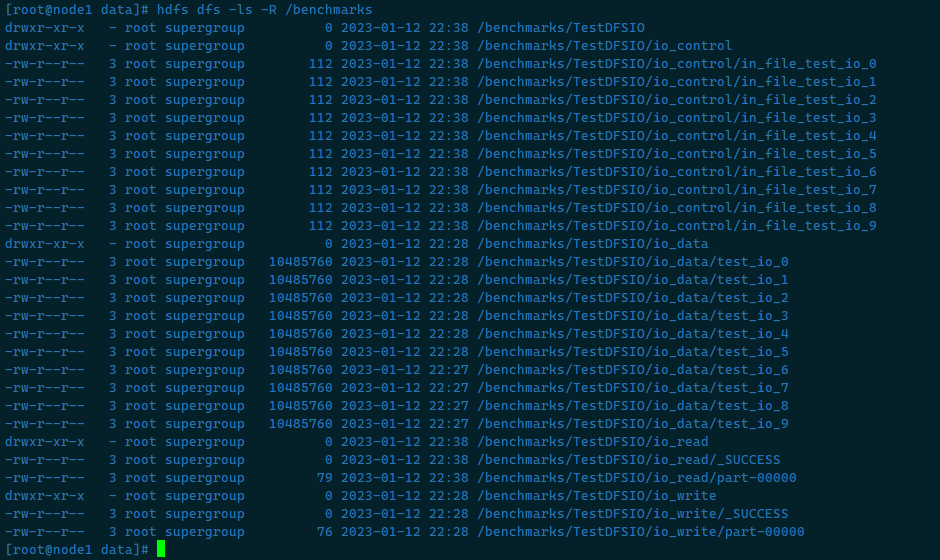 [root@node1 data]# hdfs dfs -ls -R /benchmarks
drwxr-xr-x   - root supergroup          0 2023-01-12 22:38 /benchmarks/TestDFSIO
drwxr-xr-x   - root supergroup          0 2023-01-12 22:38 /benchmarks/TestDFSIO/io_control
-rw-r--r--   3 root supergroup        112 2023-01-12 22:38 /benchmarks/TestDFSIO/io_control/in_file_test_io_0
-rw-r--r--   3 root supergroup        112 2023-01-12 22:38 /benchmarks/TestDFSIO/io_control/in_file_test_io_1
-rw-r--r--   3 root supergroup        112 2023-01-12 22:38 /benchmarks/TestDFSIO/io_control/in_file_test_io_2
-rw-r--r--   3 root supergroup        112 2023-01-12 22:38 /benchmarks/TestDFSIO/io_control/in_file_test_io_3
-rw-r--r--   3 root supergroup        112 2023-01-12 22:38 /benchmarks/TestDFSIO/io_control/in_file_test_io_4
-rw-r--r--   3 root supergroup        112 2023-01-12 22:38 /benchmarks/TestDFSIO/io_control/in_file_test_io_5
-rw-r--r--   3 root supergroup        112 2023-01-12 22:38 /benchmarks/TestDFSIO/io_control/in_file_test_io_6
-rw-r--r--   3 root supergroup        112 2023-01-12 22:38 /benchmarks/TestDFSIO/io_control/in_file_test_io_7
-rw-r--r--   3 root supergroup        112 2023-01-12 22:38 /benchmarks/TestDFSIO/io_control/in_file_test_io_8
-rw-r--r--   3 root supergroup        112 2023-01-12 22:38 /benchmarks/TestDFSIO/io_control/in_file_test_io_9
drwxr-xr-x   - root supergroup          0 2023-01-12 22:28 /benchmarks/TestDFSIO/io_data
-rw-r--r--   3 root supergroup   10485760 2023-01-12 22:28 /benchmarks/TestDFSIO/io_data/test_io_0
-rw-r--r--   3 root supergroup   10485760 2023-01-12 22:28 /benchmarks/TestDFSIO/io_data/test_io_1
-rw-r--r--   3 root supergroup   10485760 2023-01-12 22:28 /benchmarks/TestDFSIO/io_data/test_io_2
-rw-r--r--   3 root supergroup   10485760 2023-01-12 22:28 /benchmarks/TestDFSIO/io_data/test_io_3
-rw-r--r--   3 root supergroup   10485760 2023-01-12 22:28 /benchmarks/TestDFSIO/io_data/test_io_4
-rw-r--r--   3 root supergroup   10485760 2023-01-12 22:28 /benchmarks/TestDFSIO/io_data/test_io_5
-rw-r--r--   3 root supergroup   10485760 2023-01-12 22:27 /benchmarks/TestDFSIO/io_data/test_io_6
-rw-r--r--   3 root supergroup   10485760 2023-01-12 22:27 /benchmarks/TestDFSIO/io_data/test_io_7
-rw-r--r--   3 root supergroup   10485760 2023-01-12 22:27 /benchmarks/TestDFSIO/io_data/test_io_8
-rw-r--r--   3 root supergroup   10485760 2023-01-12 22:27 /benchmarks/TestDFSIO/io_data/test_io_9
drwxr-xr-x   - root supergroup          0 2023-01-12 22:38 /benchmarks/TestDFSIO/io_read
-rw-r--r--   3 root supergroup          0 2023-01-12 22:38 /benchmarks/TestDFSIO/io_read/_SUCCESS
-rw-r--r--   3 root supergroup         79 2023-01-12 22:38 /benchmarks/TestDFSIO/io_read/part-00000
drwxr-xr-x   - root supergroup          0 2023-01-12 22:28 /benchmarks/TestDFSIO/io_write
-rw-r--r--   3 root supergroup          0 2023-01-12 22:28 /benchmarks/TestDFSIO/io_write/_SUCCESS
-rw-r--r--   3 root supergroup         76 2023-01-12 22:28 /benchmarks/TestDFSIO/io_write/part-00000
[root@node1 data]#